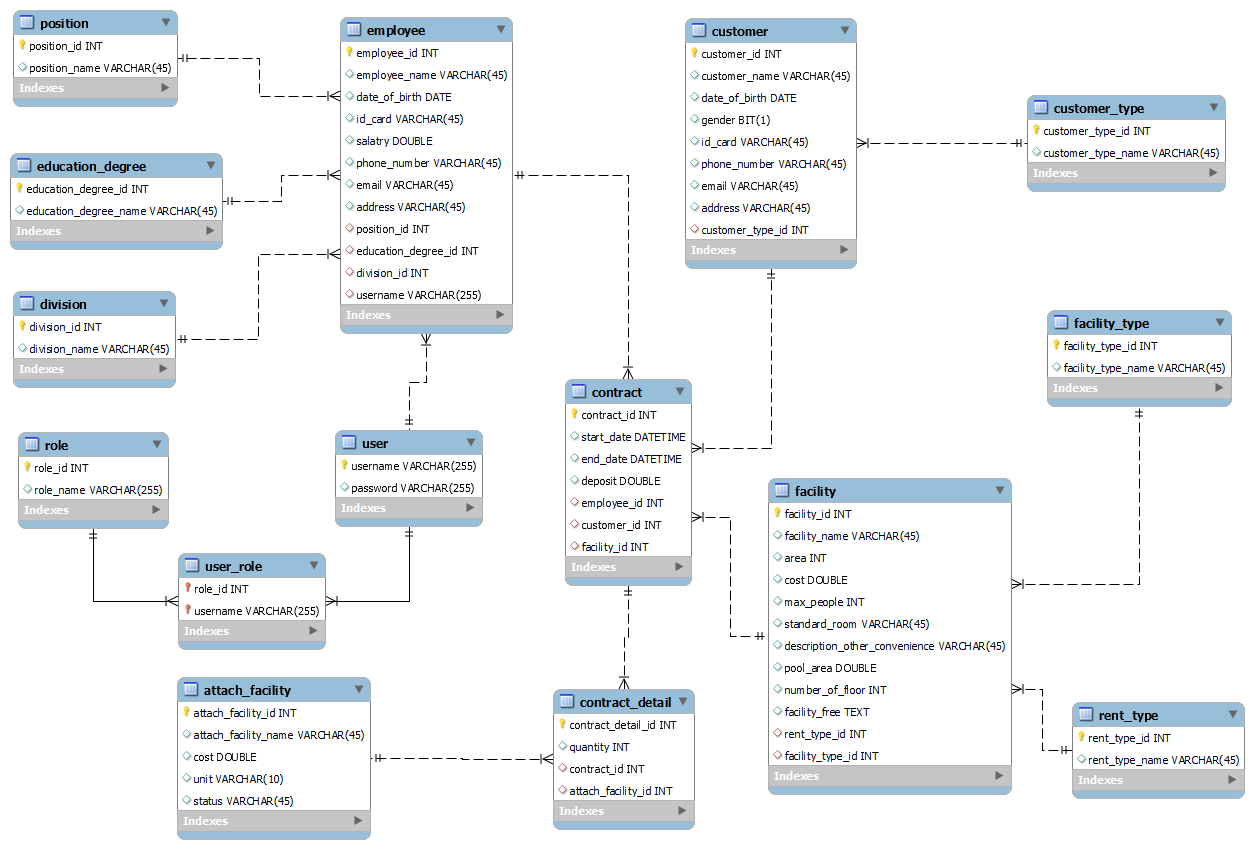 position
position_id INT
position_name VARCHAR(45)
Indexes
employee
employee_id INT
employee_name VARCHAR(45)
date_of_birth DATE
id_card VARCHAR(45)
salatry DOUBLE
phone_number VARCHAR(45)
email VARCHAR(45)
address VARCHAR(45)
position_id INT
education_degree_id INT
division_id INT
username VARCHAR(255)
Indexes
customer
customer_id INT
customer_name VARCHAR(45)
date_of_birth DATE
gender BIT(1)
id_card VARCHAR(45)
phone_number VARCHAR(45)
email VARCHAR(45)
address VARCHAR(45)
customer_type_id INT
Indexes
customer_type
customer_type_id INT
customer_type_name VARCHAR(45)
Indexes
education_degree
education_degree_id INT
education_degree_name VARCHAR(45)
Indexes
division
division_id INT
division_name VARCHAR(45)
Indexes
facility_type
facility_type_id INT
facility_type_name VARCHAR(45)
Indexes
contract
contract_id INT
start_date DATETIME
end_date DATETIME
deposit DOUBLE
employee_id INT
customer_id INT
facility_id INT
Indexes
role
role_id INT
role_name VARCHAR(255)
Indexes
user
username VARCHAR(255)
password VARCHAR(255)
Indexes
facility
facility_id INT
facility_name VARCHAR(45)
area INT
cost DOUBLE
max_people INT
standard_room VARCHAR(45)
description_other_convenience VARCHAR(45)
pool_area DOUBLE
number_of_floor INT
facility_free TEXT
rent_type_id INT
facility_type_id INT
Indexes
user_role
role_id INT
username VARCHAR(255)
Indexes
attach_facility
attach_facility_id INT
attach_facility_name VARCHAR(45)
cost DOUBLE
unit VARCHAR(10)
status VARCHAR(45)
Indexes
contract_detail
contract_detail_id INT
quantity INT
contract_id INT
attach_facility_id INT
Indexes
rent_type
rent_type_id INT
rent_type_name VARCHAR(45)
Indexes